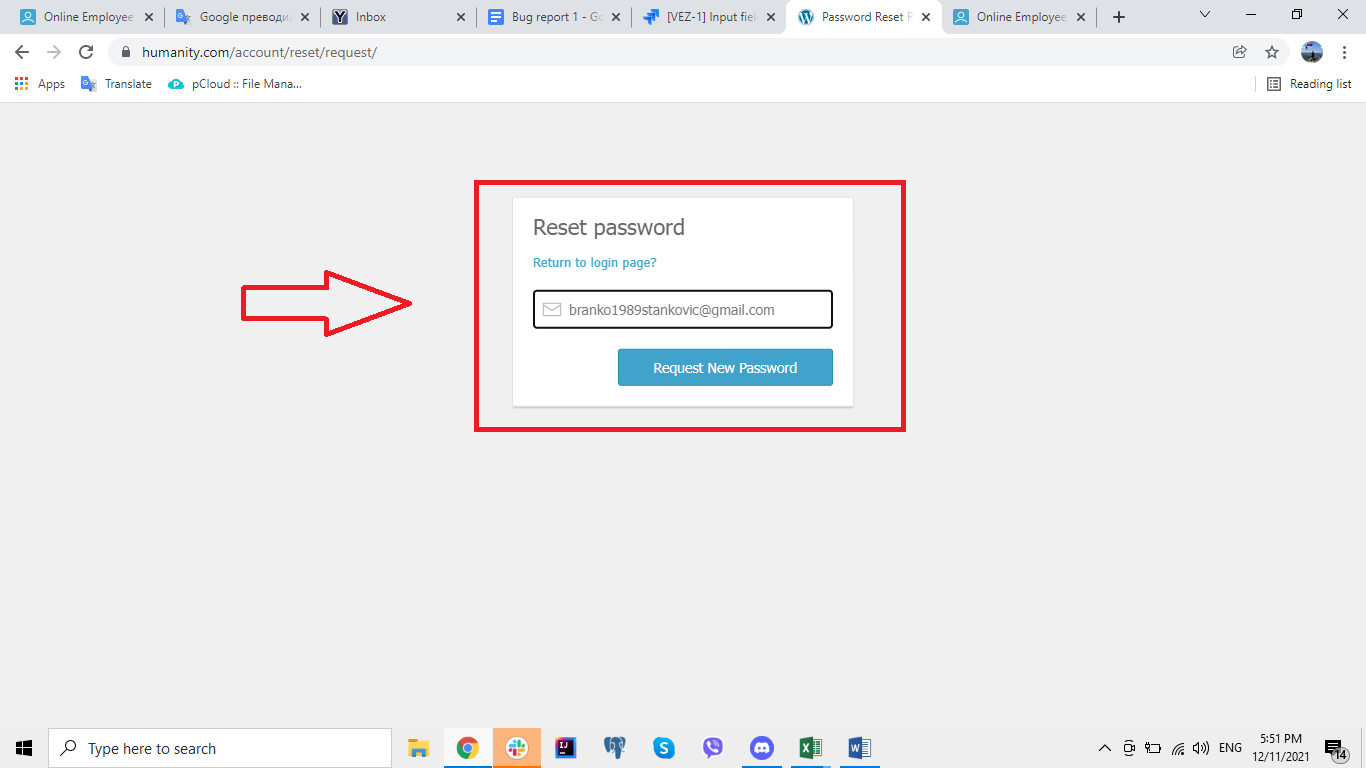 Online Employee
Google преводи
Inbox
Bug report 1 - Go
[VEZ-1] Input fiel
Password Reset R
Online Employee
humanity.com/account/reset/request/
Apps
Translate
pCloud :: File Mana...
Reading list
Reset password
Return to login page?
branko1989stankovic@gmail.com
Request New Password
Type here to search
ENG
5:51 PM
12/11/2021
14